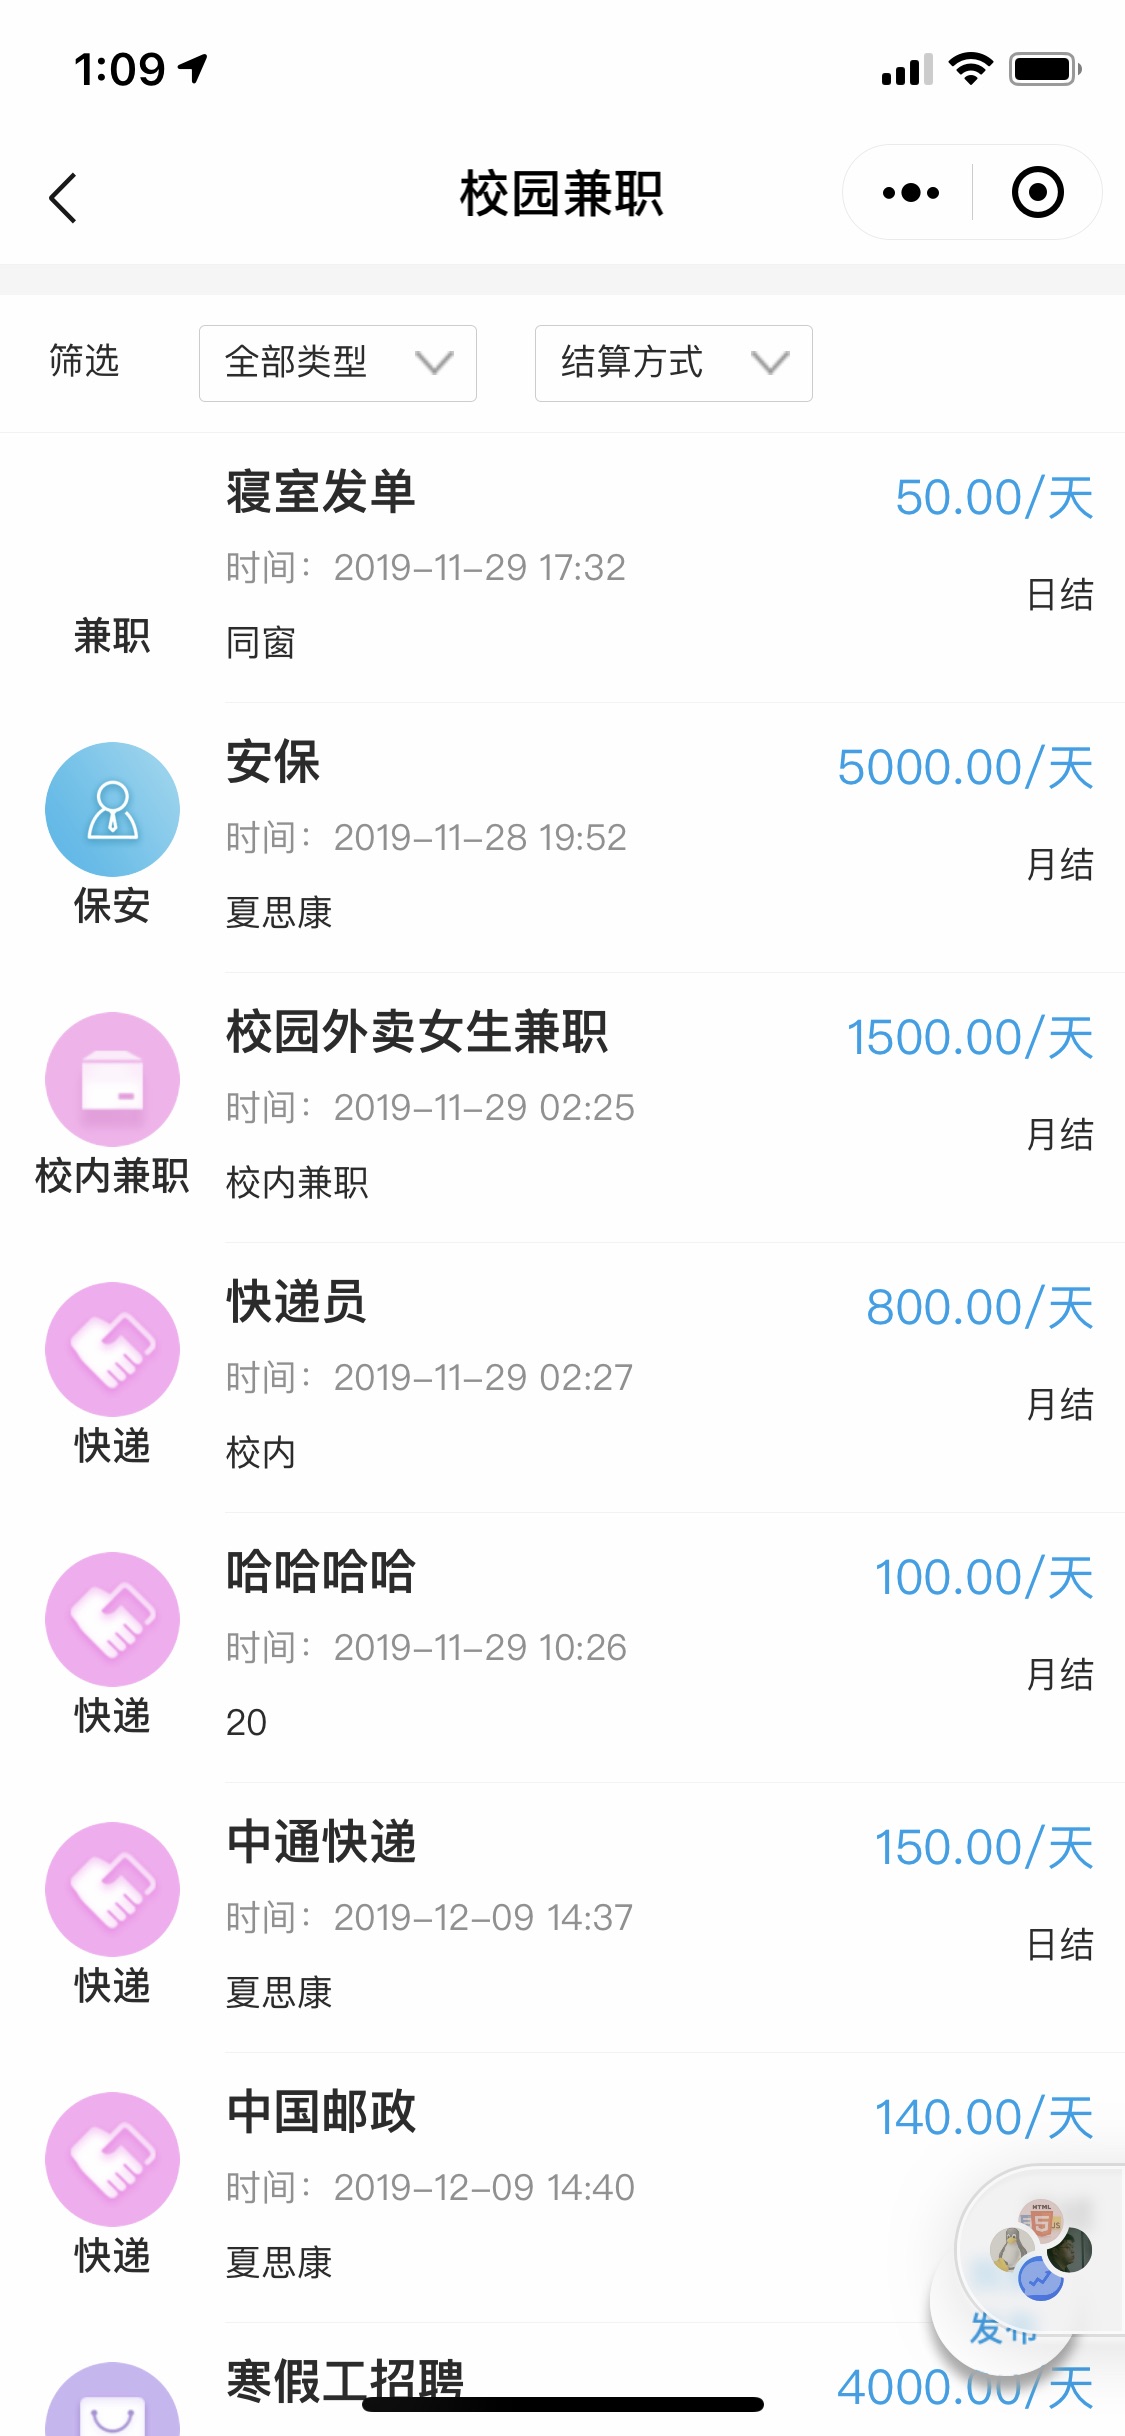 1:09
校园兼职
筛选
全部类型
结算方式
寝室发单
50.00/天
时间：2019-11-29 17:32
日结
兼职
同窗
安保
5000.00/天
时间：2019-11-28 19:52
月结
保安
夏思康
校园外卖女生兼职
1500.00/天
时间：2019-11-29 02:25
月结
校内兼职
校内兼职
快递员
800.00/天
时间：2019-11-29 02:27
月结
快递
校内
哈哈哈哈
100.00/天
时间：2019-11-29 10:26
月结
快递
20
中通快递
150.00/天
时间：2019-12-09 14:37
日结
快递
夏思康
中国邮政
140.00/天
时间：2019-12-09 14:40
HTML
5
JS
快递
夏思康
发布
寒假工招聘
4000.00/天